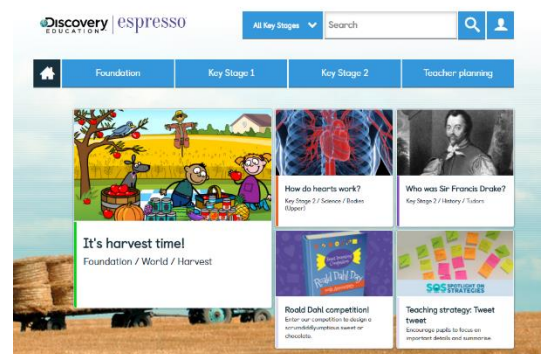 Discovery EDUCATION espresso
All Key Stages Search
Foundation Key Stage 1 Key Stage 2 Teacher planning
It's harvest time!
Foundation / World / Harvest
How do hearts work?
Key Stage 2 / Science / Bodies
(Upper)
Who was Sir Francis Drake?
Key Stage 2 / History / Tudors
Roald Dahl Day
Roald Dahl competition!
Enter our competition to design a
scrumdiddlyumptious sweet or
chocolate.
SOS SPOTLIGHT ON
STRATEGIES
Teaching strategy: Tweet
tweet
Encourage pupils to focus on
important details and summarise